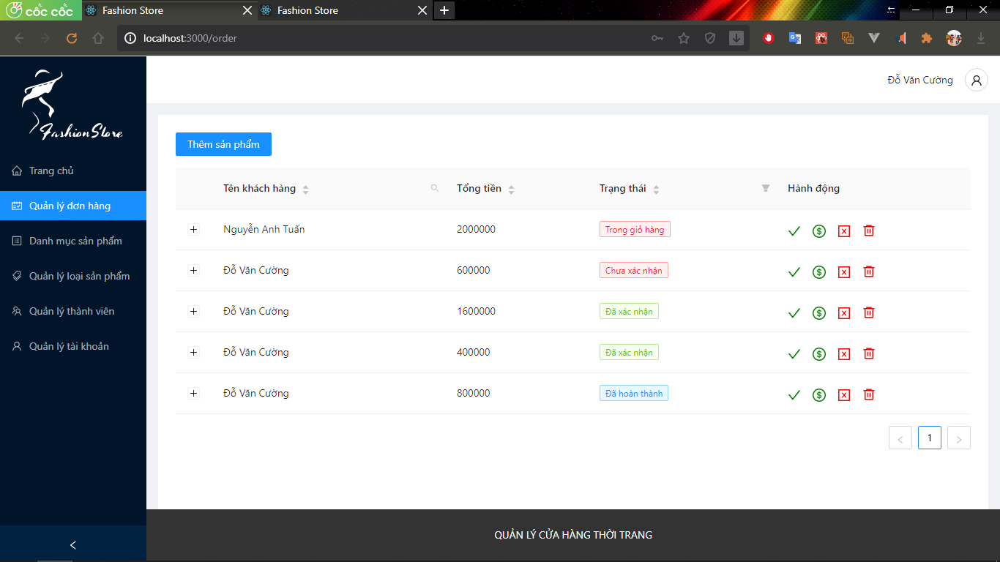 cốc cốc Fashion Store Fashion Store
localhost:3000/order
Đỗ Văn Cường
FashionStore
Thêm sản phẩm
Trang chủ
Quản lý đơn hàng
Danh mục sản phẩm
Quản lý loại sản phẩm
Quản lý thành viên
Quản lý tài khoản
Tên khách hàng Tổng tiền Trạng thái Hành động
Nguyễn Anh Tuấn 2000000 Trong giỏ hàng
Đỗ Văn Cường 600000 Chưa xác nhận
Đỗ Văn Cường 1600000 Đã xác nhận
Đỗ Văn Cường 400000 Đã xác nhận
Đỗ Văn Cường 800000 Đã hoàn thành
1
QUẢN LÝ CỬA HÀNG THỜI TRANG